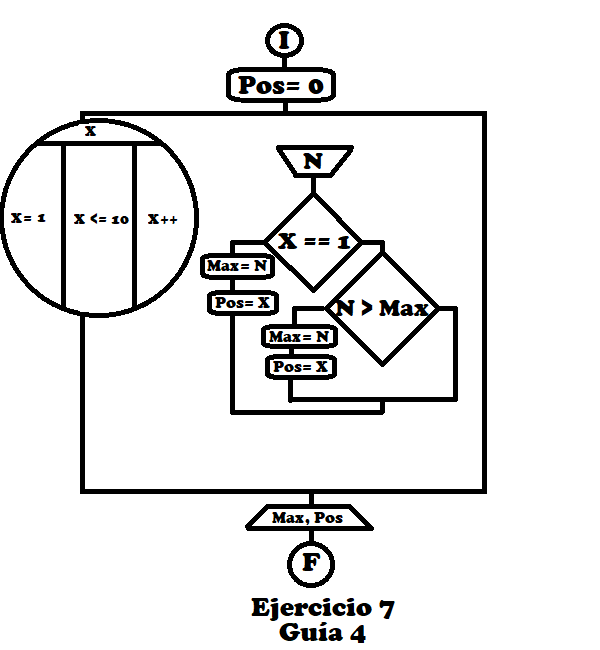 I
Pos= 0
X
X= 1
X <= 10
X++
N
X == 1
Max= N
Pos= X
N > Max
Max= N
Pos= X
Max, Pos
F
Ejercicio 7
Guía 4